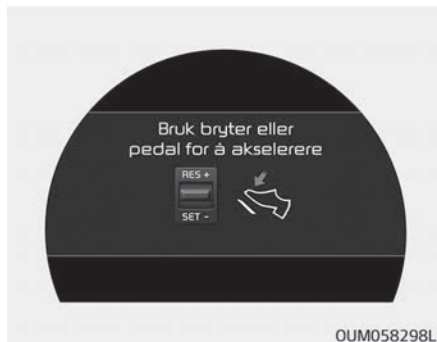 Bruk bryter eller
pedal for å akselerere
RES +
SET -
OUM058298L